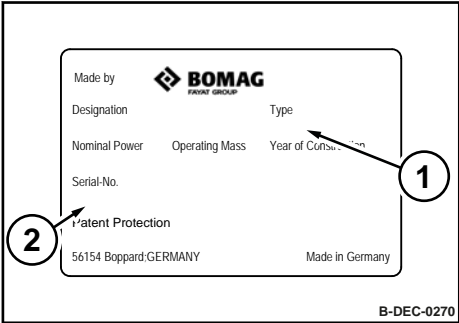 Made by BOMAG
FAYAT GROUP
Designation Type
Nominal Power Operating Mass Year of Construction
Serial-No.
1
Patent Protection
2
56154 Boppard:GERMANY Made in Germany
B-DEC-0270